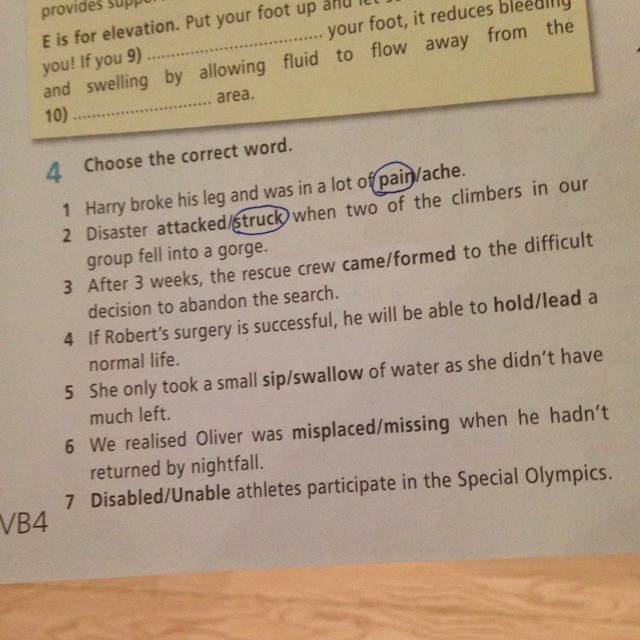 provides
E is for elevation. Put your foot up and let
you! If you 9) .............................. your foot, it reduces bleeding
and swelling by allowing fluid to flow away from the
10) ........................ area.
4 Choose the correct word.
1 Harry broke his leg and was in a lot of pain/ache.
2 Disaster attacked/struck when two of the climbers in our
group fell into a gorge.
3 After 3 weeks, the rescue crew came/formed to the difficult
decision to abandon the search.
4 If Robert's surgery is successful, he will be able to hold/lead a
normal life.
5 She only took a small sip/swallow of water as she didn't have
much left.
6 We realised Oliver was misplaced/missing when he hadn't
returned by nightfall.
7 Disabled/Unable athletes participate in the Special Olympics.
VB4